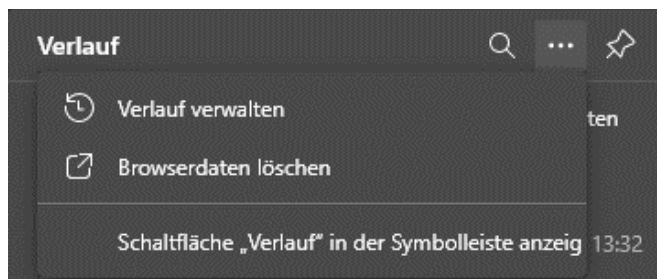 Verlauf
Verlauf verwalten
ten
Browserdaten löschen
Schaltfläche „Verlauf“ in der Symbolleiste anzeig 13:32